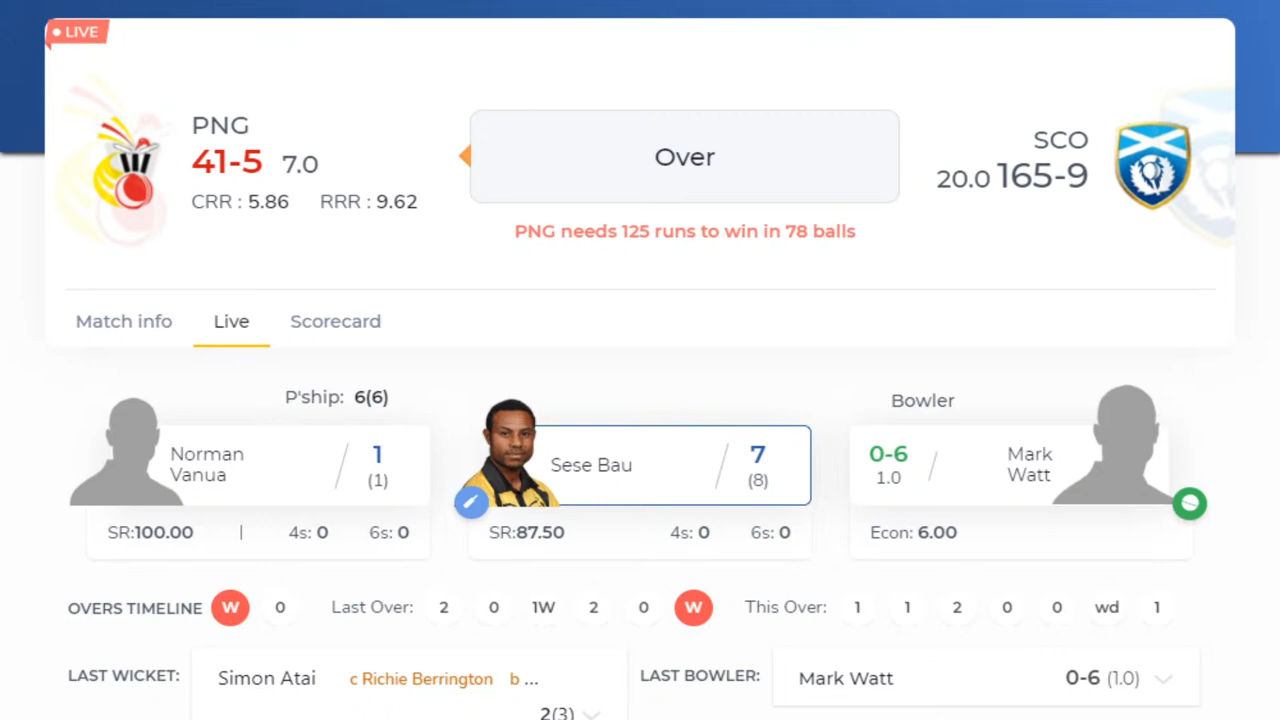 LIVE
PNG
41-5 7.0
CRR : 5.86 RRR : 9.62
Over
PNG needs 125 runs to win in 78 balls
SCO
20.0 165-9
Match info Live Scorecard
P'ship: 6(6)
Norman
Vanua
1
(1)
SR:100.00 | 4s: 0 6s: 0
Sese Bau
7
(8)
SR:87.50 4s: 0 6s: 0
Bowler
0-6
1.0
Mark
Watt
Econ: 6.00
OVERS TIMELINE W 0 Last Over: 2 0 1W 2 0 W This Over: 1 1 2 0 0 wd 1
LAST WICKET: Simon Atai c Richie Berrington b ...
2(3)
LAST BOWLER: Mark Watt 0-6 (1.0)